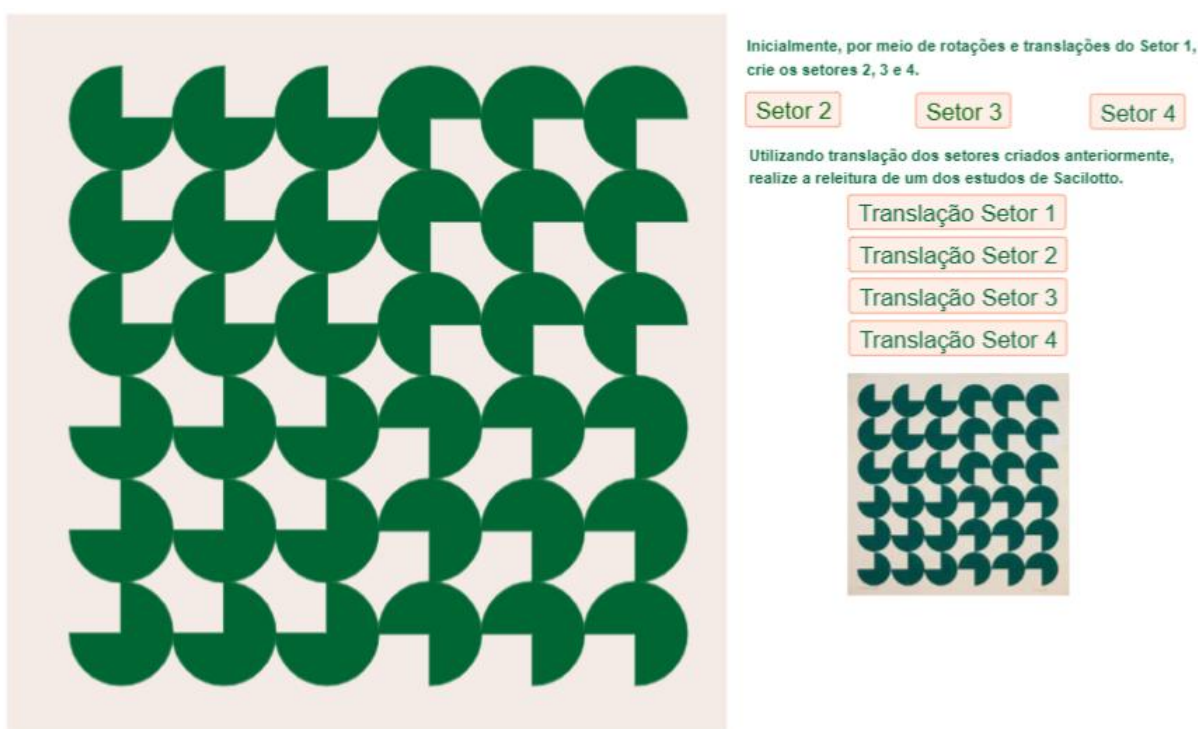 Inicialmente, por meio de rotações e translações do Setor 1,
crie os setores 2, 3 e 4.
Setor 2
Setor 3
Setor 4
Utilizando translação dos setores criados anteriormente,
realize a releitura de um dos estudos de Sacilotto.
Translação Setor 1
Translação Setor 2
Translação Setor 3
Translação Setor 4